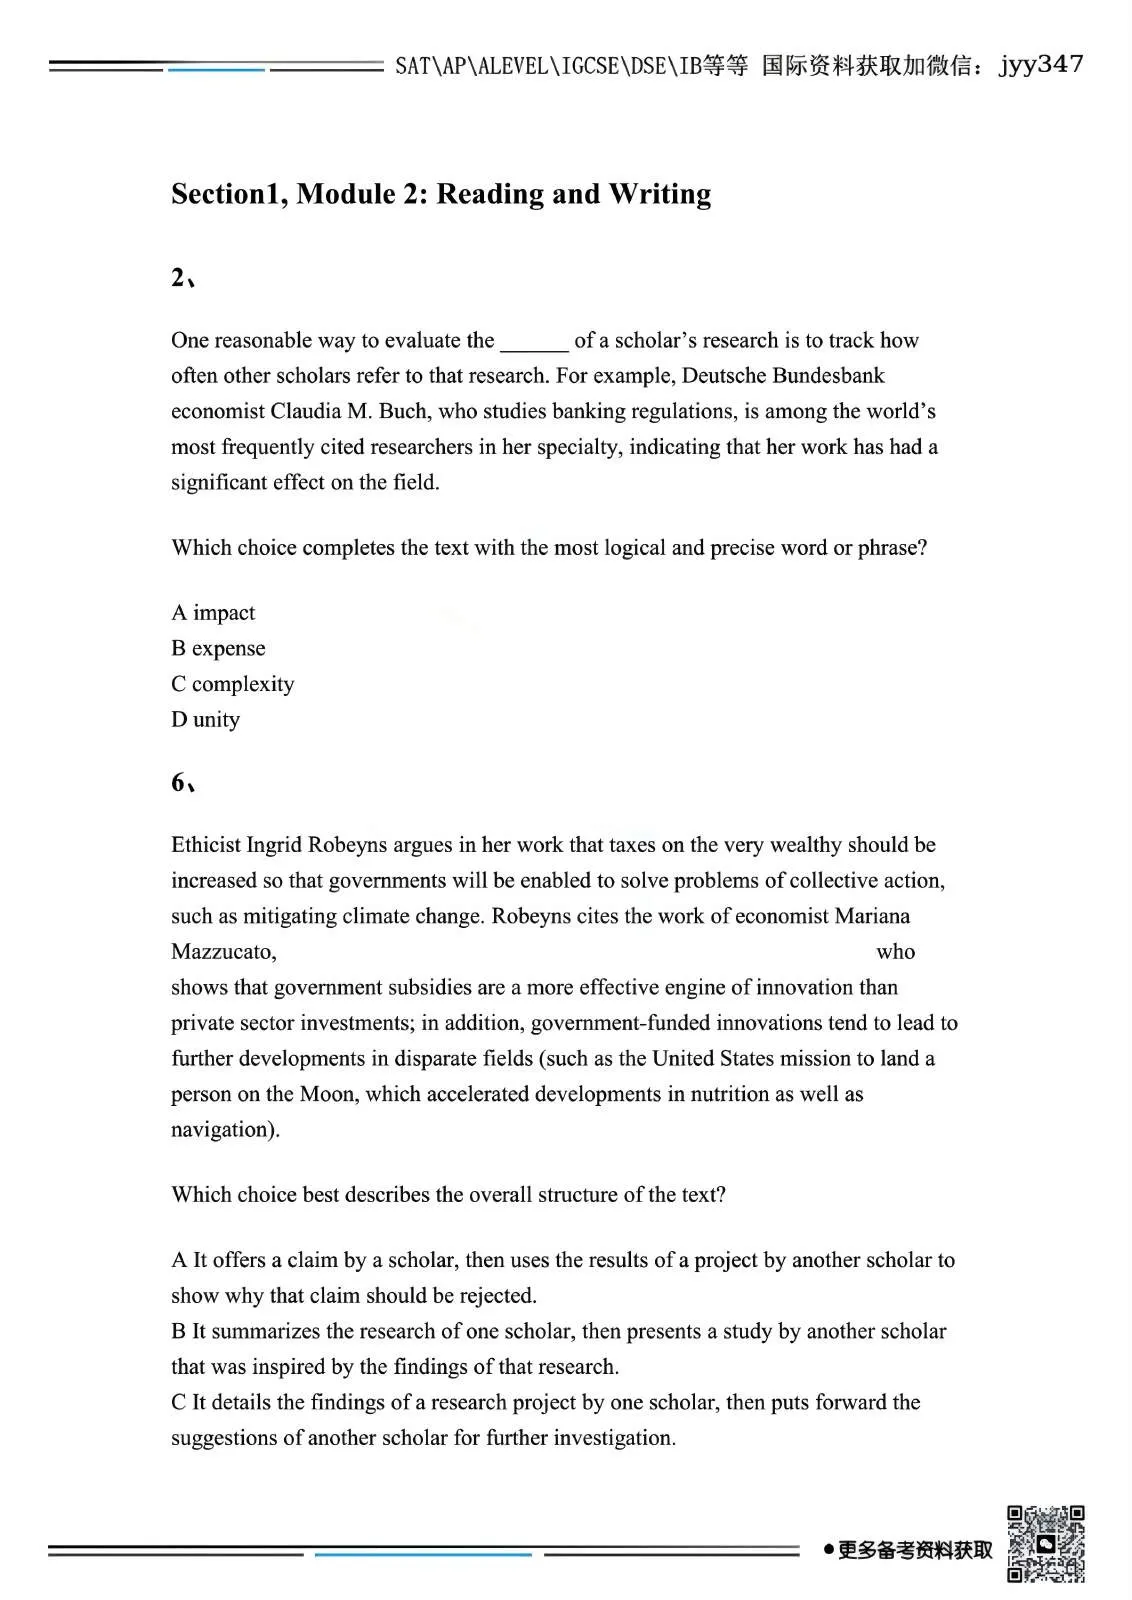 SAT\AP\ALEVEL\IGCSE\DSE\IB等等 国际资料获取加微信：jyy347
Section1, Module 2: Reading and Writing
2、
One reasonable way to evaluate the ______ of a scholar’s research is to track how
often other scholars refer to that research. For example, Deutsche Bundesbank
economist Claudia M. Buch, who studies banking regulations, is among the world’s
most frequently cited researchers in her specialty, indicating that her work has had a
significant effect on the field.
Which choice completes the text with the most logical and precise word or phrase?
A impact
B expense
C complexity
D unity
6、
Ethicist Ingrid Robeyns argues in her work that taxes on the very wealthy should be
increased so that governments will be enabled to solve problems of collective action,
such as mitigating climate change. Robeyns cites the work of economist Mariana
Mazzucato, who
shows that government subsidies are a more effective engine of innovation than
private sector investments; in addition, government-funded innovations tend to lead to
further developments in disparate fields (such as the United States mission to land a
person on the Moon, which accelerated developments in nutrition as well as
navigation).
Which choice best describes the overall structure of the text?
A It offers a claim by a scholar, then uses the results of a project by another scholar to
show why that claim should be rejected.
B It summarizes the research of one scholar, then presents a study by another scholar
that was inspired by the findings of that research.
C It details the findings of a research project by one scholar, then puts forward the
suggestions of another scholar for further investigation.
●更多备考资料获取